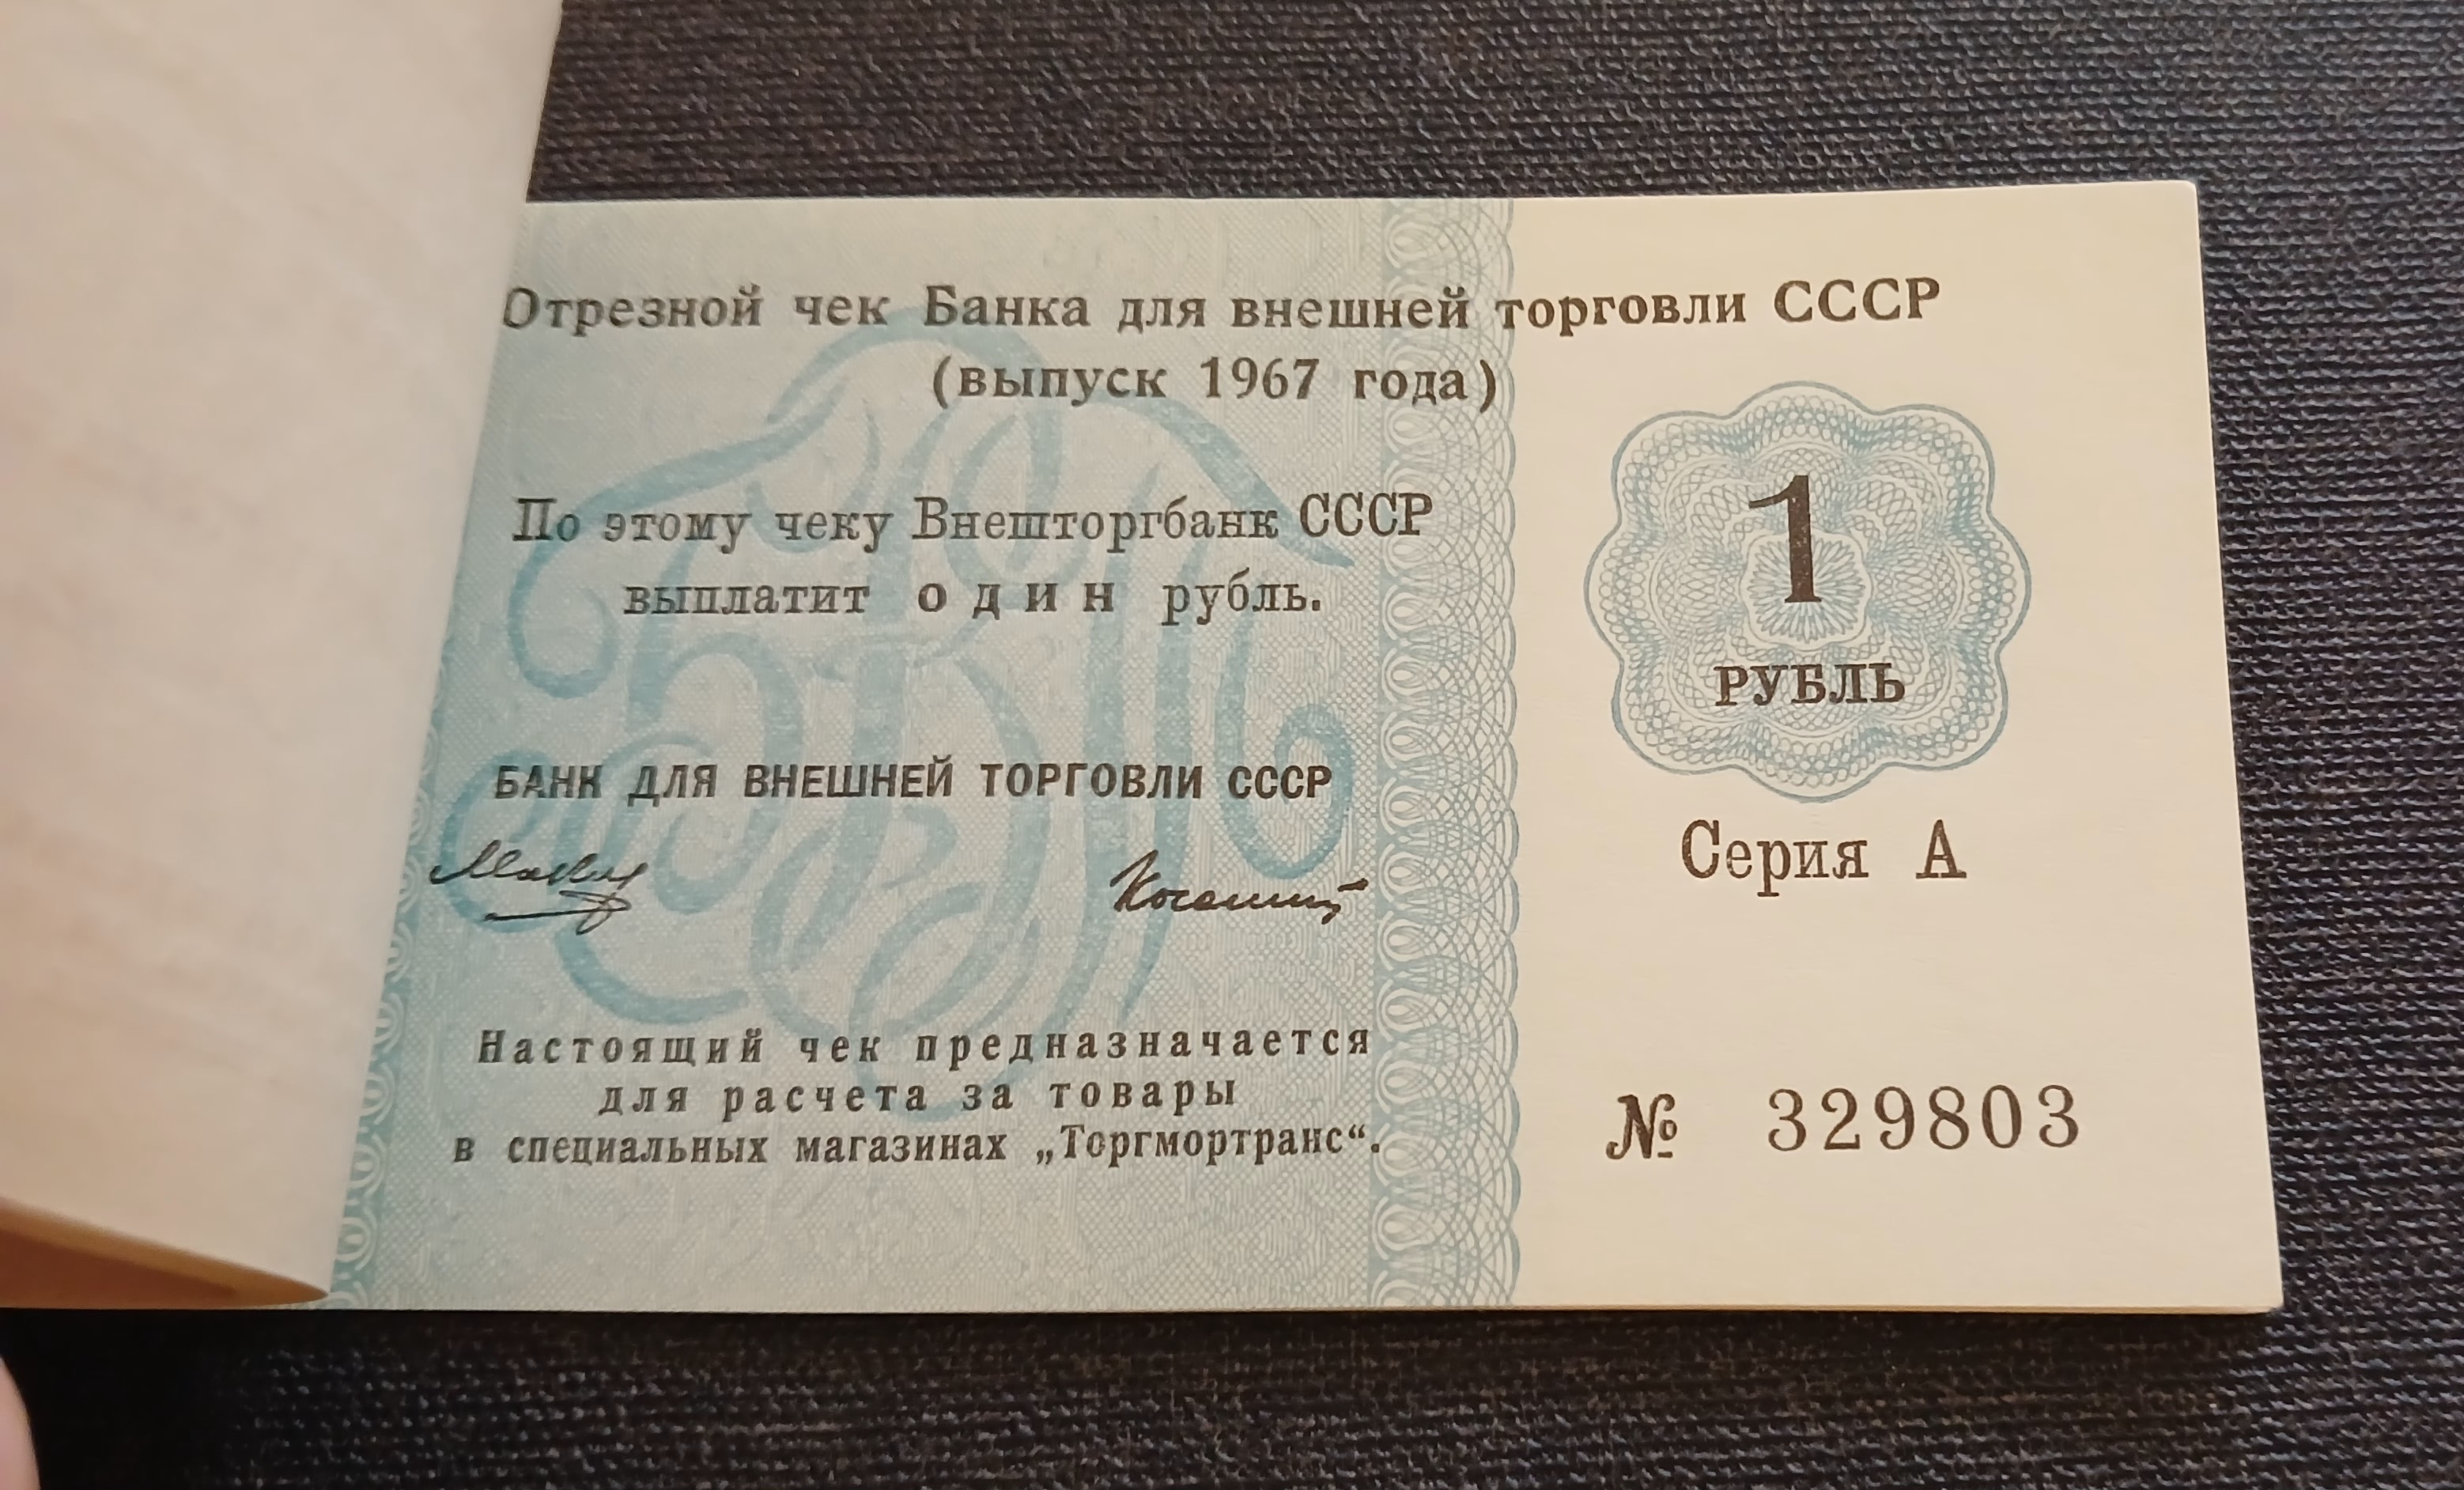 Отрезной чек Банка для внешней торговли СССР
(выпуск 1967 года)
По этому чеку Внешторгбанк СССР
выплатит один рубль.
1
РУБЛЬ
БАНК ДЛЯ ВНЕШНЕЙ ТОРГОВЛИ СССР
Серия А
Настоящий чек предназначается
для расчета за товары
в специальных магазинах „Торгмортранс“.
№ 329803